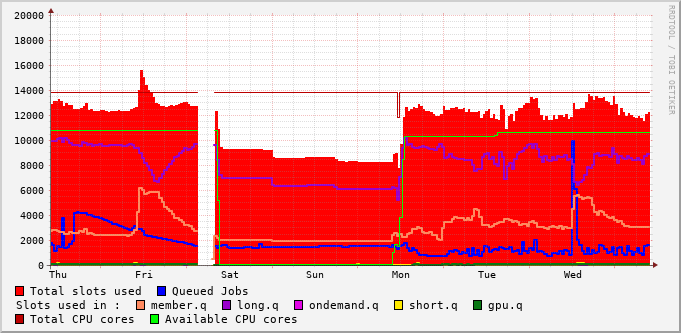 RRDTOOL / TOBI OETIKER
20000
18000
16000
14000
12000
10000
8000
6000
4000
2000
0
Thu Fri Sat Sun Mon Tue Wed
Total slots used Queued Jobs
Slots used in : member.q long.q ondemand.q short.q gpu.q
Total CPU cores Available CPU cores